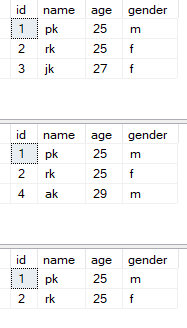 id name age gender
1 pk 25 m
2 rk 25 f
3 jk 27 f
id name age gender
1 pk 25 m
2 rk 25 f
4 ak 29 m
id name age gender
1 pk 25 m
2 rk 25 f